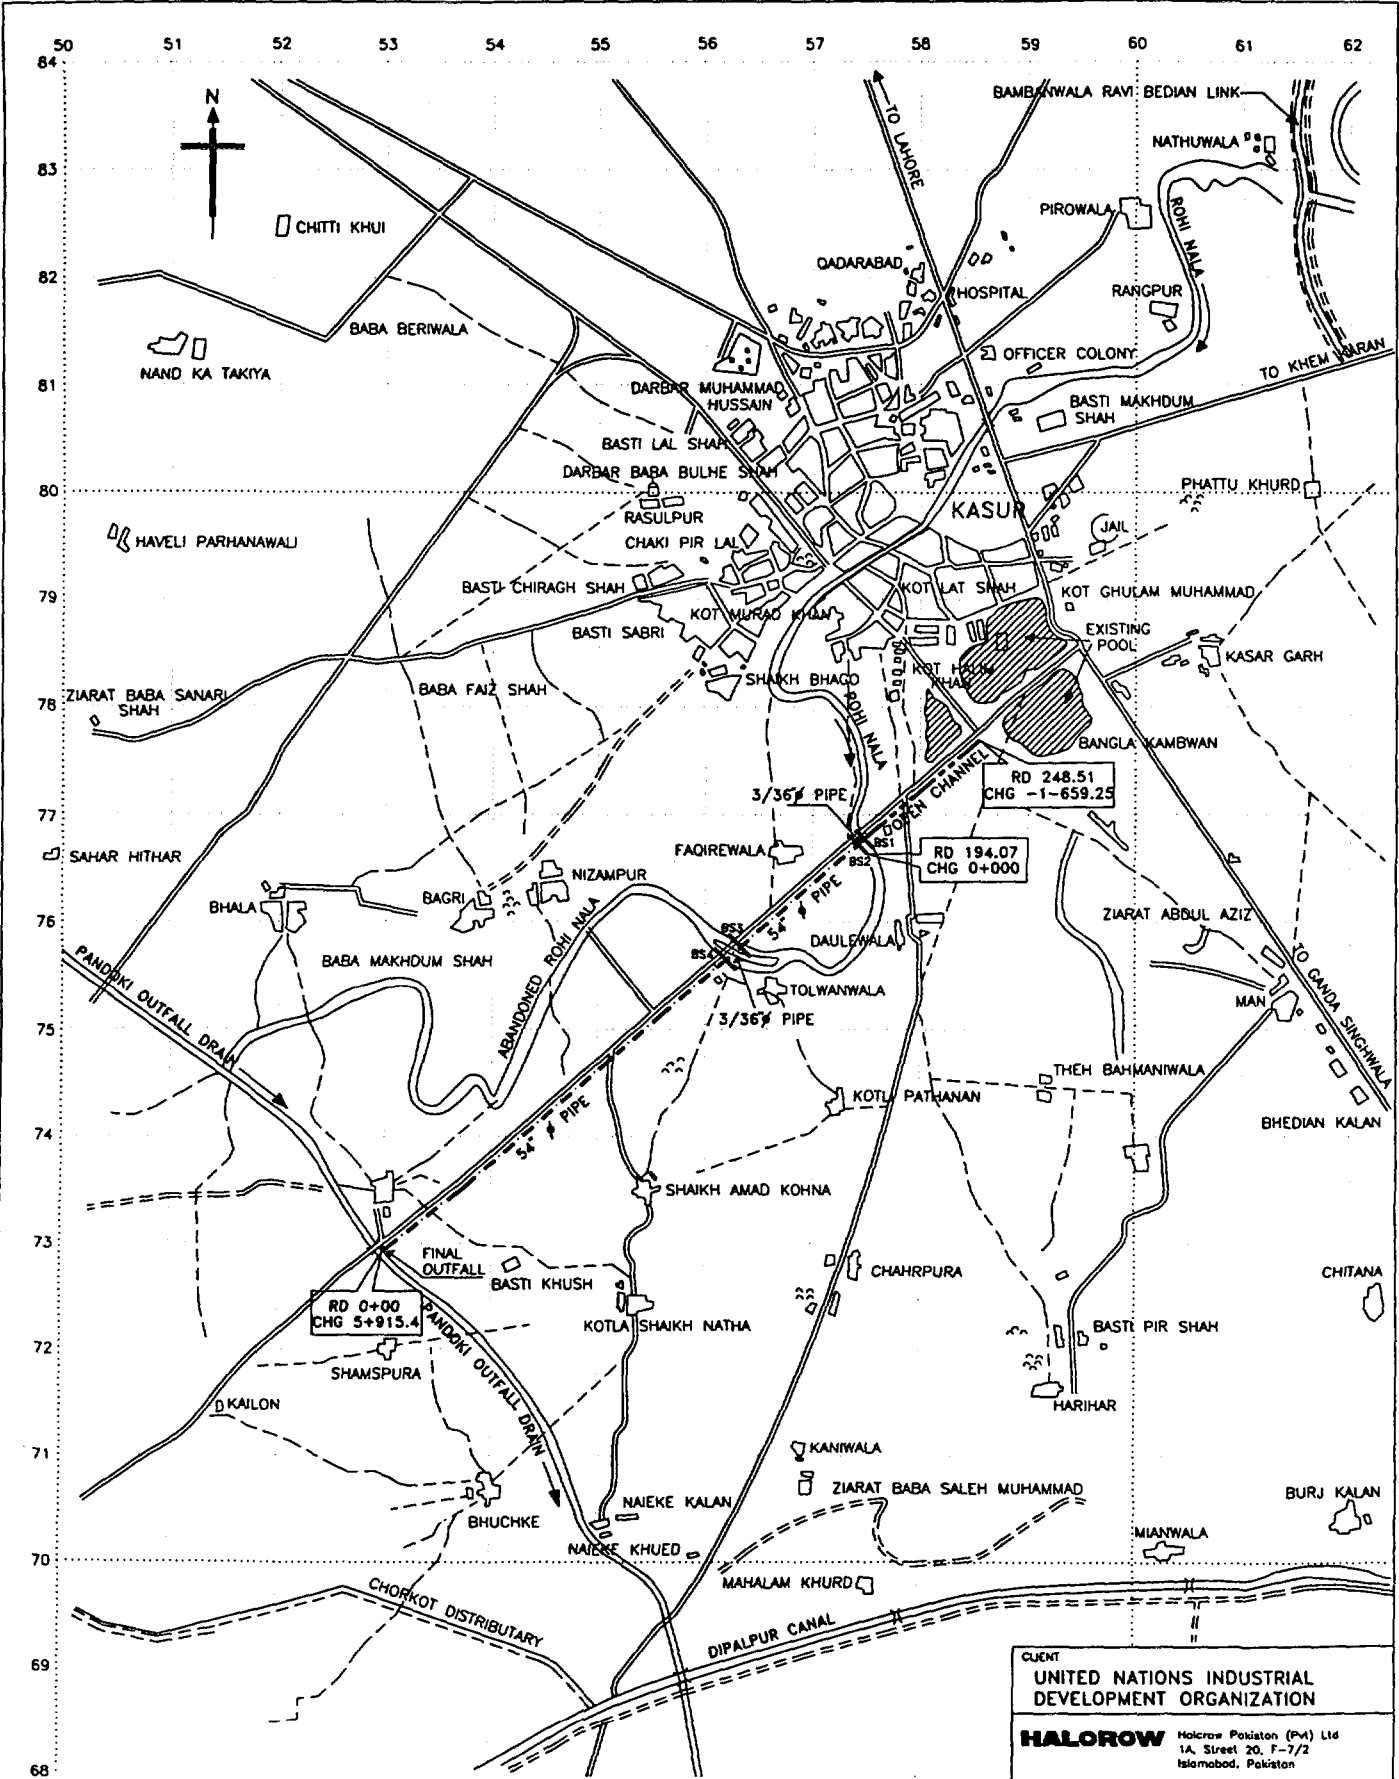 50 51 52 53 54 55 56 57 58 59 60 61 62
84
N
TO LAHORE
BAMBANWALA RAVI BEDIAN LINK
NATHUWALA
83
PIROWALA
ROHI NALA
CHITTI KHUI
QADARABAD
82
HOSPITAL
RANGPUR
BABA BERIWALA
OFFICER COLONY
TO KHEM KARAN
NAND KA TAKIYA
81
DARBAR MUHAMMAD
HUSSAIN
BASTI MAKHDUM
SHAH
BASTI LAL SHAH
DARBAR BABA BULHE SHAH
80
PHATTU KHURD
RASULPUR
KASUR
JAIL
HAVELI PARHANAWALI
CHAKI PIR LAL
79
BASTI CHIRAGH SHAH
KOT LAT SHAH
KOT GHULAM MUHAMMAD
KOT MURAD KHAN
BASTI SABRI
EXISTING
POOL
KASAR GARH
SHAIKH BHAGO
KOT HALIM
KHAN
BABA FAIZ SHAH
ZIARAT BABA SANARI
SHAH
78
ROHI NALA
BANGLA KAMBWAN
OPEN CHANNEL
RD 248.51
CHG -1-659.25
3/36"ø PIPE
77
BS1
BS2
RD 194.07
CHG 0+000
SAHAR HITHAR
FAQIREWALA
NIZAMPUR
BAGRI
54" ø PIPE
BHALA
76
ZIARAT ABDUL AZIZ
BS3
BS4
DAULEWALA
PANDOKI OUTFALL DRAIN
BABA MAKHDUM SHAH
ABANDONED ROHI NALA
TO GANDA SINGHWALA
TOLWANWALA
MAN
3/36"ø PIPE
75
THEH BAHMANIWALA
KOTLI PATHANAN
54" ø PIPE
BHEDIAN KALAN
74
SHAIKH AMAD KOHNA
73
FINAL
OUTFALL
BASTI KHUSH
CHAHRPURA
CHITANA
RD 0+00
CHG 5+915.4
PANDOKI OUTFALL DRAIN
KOTLA SHAIKH NATHA
BASTI PIR SHAH
72
SHAMSPURA
KAILON
HARIHAR
71
KANIWALA
ZIARAT BABA SALEH MUHAMMAD
BURJ KALAN
NAIEKE KALAN
BHUCHKE
MIANWALA
NAIEKE KHUED
70
MAHALAM KHURD
CHORKOT DISTRIBUTARY
DIPALPUR CANAL
69
CLIENT
UNITED NATIONS INDUSTRIAL
DEVELOPMENT ORGANIZATION
HALOROW
Halcrow Pakistan (Pvt) Ltd
1A, Street 20, F-7/2
Islamabad, Pakistan
68